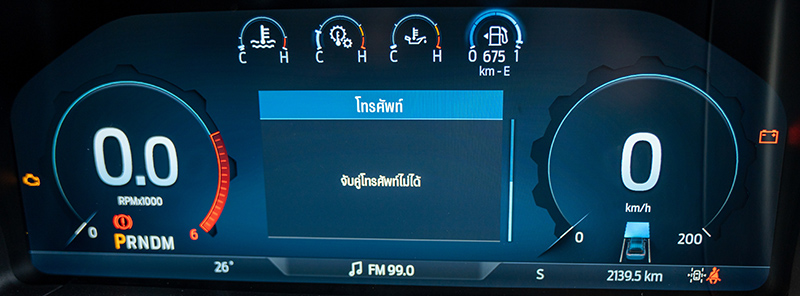 C H
C H
C H
0 675 1
km - E
โทรศัพท์
จับคู่โทรศัพท์ไม่ได้
0.0
RPMx1000
0 6
PRNDM
0
km/h
0 200
26°
FM 99.0
S
2139.5 km